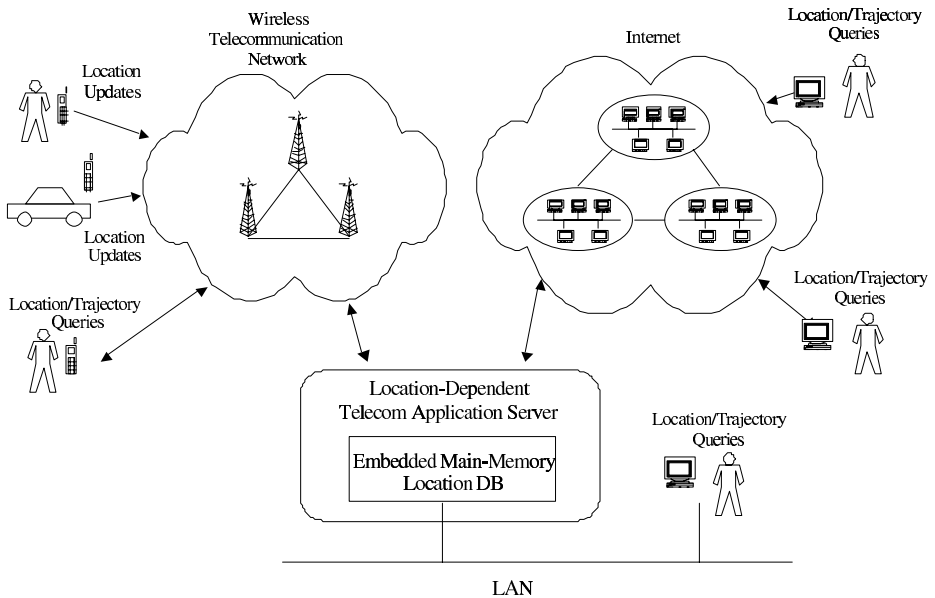 Wireless
Telecommunication
Network
Internet
Location/Trajectory
Queries
Location
Updates
Location
Updates
Location/Trajectory
Queries
Location/Trajectory
Queries
Location-Dependent
Telecom Application Server
Embedded Main-Memory
Location DB
Location/Trajectory
Queries
LAN